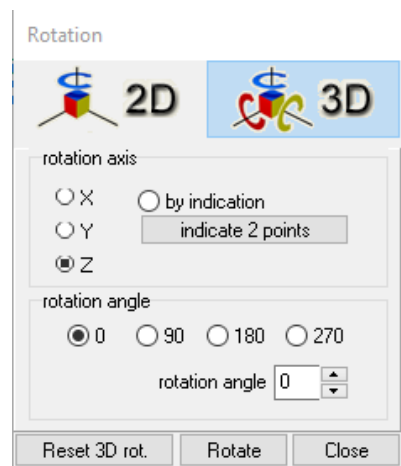 Rotation
2D 3D
rotation axis
X by indication
Y indicate 2 points
Z
rotation angle
0 90 180 270
rotation angle 0
Reset 3D rot. Rotate Close